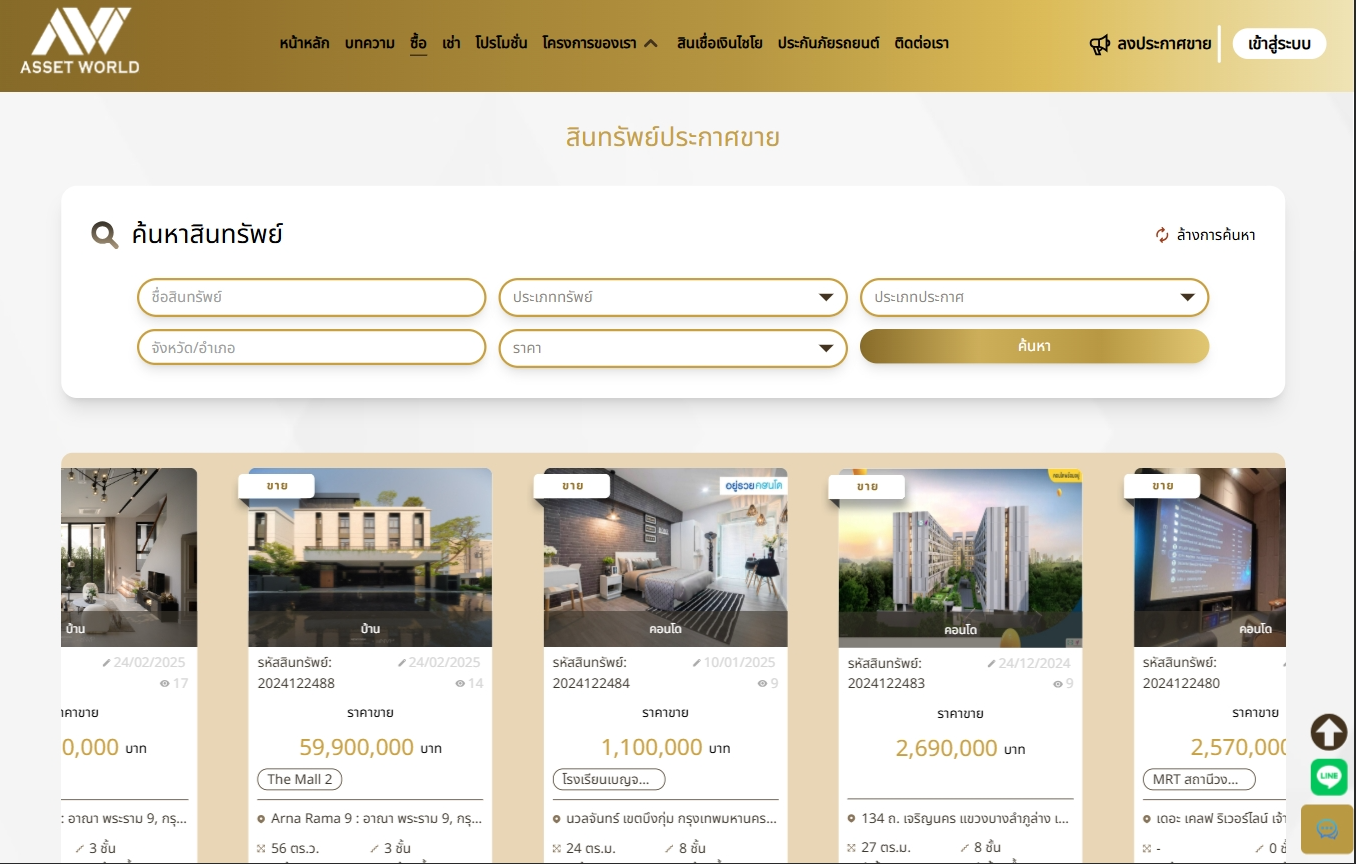 ASSET WORLD
หน้าหลัก บทความ ซื้อ เช่า โปรโมชั่น โครงการของเรา สินเชื่อเงินไชโย ประกันภัยรถยนต์ ติดต่อเรา
ลงประกาศขาย เข้าสู่ระบบ
สินทรัพย์ประกาศขาย
ค้นหาสินทรัพย์
ล้างการค้นหา
ชื่อสินทรัพย์ ประเภททรัพย์ ประเภทประกาศ
จังหวัด/อำเภอ ราคา ค้นหา
ขาย ขาย ขาย ขาย
อยู่รวยคอนโด
บ้าน บ้าน คอนโด คอนโด คอนโด
24/02/2025 รหัสสินทรัพย์: 24/02/2025 รหัสสินทรัพย์: 10/01/2025 รหัสสินทรัพย์: 24/12/2024 รหัสสินทรัพย์:
17 2024122488 14 2024122484 9 2024122483 9 2024122480
าคาขาย ราคาขาย ราคาขาย ราคาขาย ราคาขาย
0,000 บาท 59,900,000 บาท 1,100,000 บาท 2,690,000 บาท 2,570,000
The Mall 2 โรงเรียนเบญจ... MRT สถานีวง...
: อาณา พระราม 9, กรุ... Arna Rama 9 : อาณา พระราม 9, กรุ... นวลจันทร์ เขตบึงกุ่ม กรุงเทพมหานคร... 134 ถ. เจริญนคร แขวงบางลำภูล่าง เ... เดอะ เคลฟ ริเวอร์ไลน์ เจ้า
3 ชั้น 56 ตร.ว. 3 ชั้น 24 ตร.ม. 8 ชั้น 27 ตร.ม. 8 ชั้น - 0 ชั้
LINE